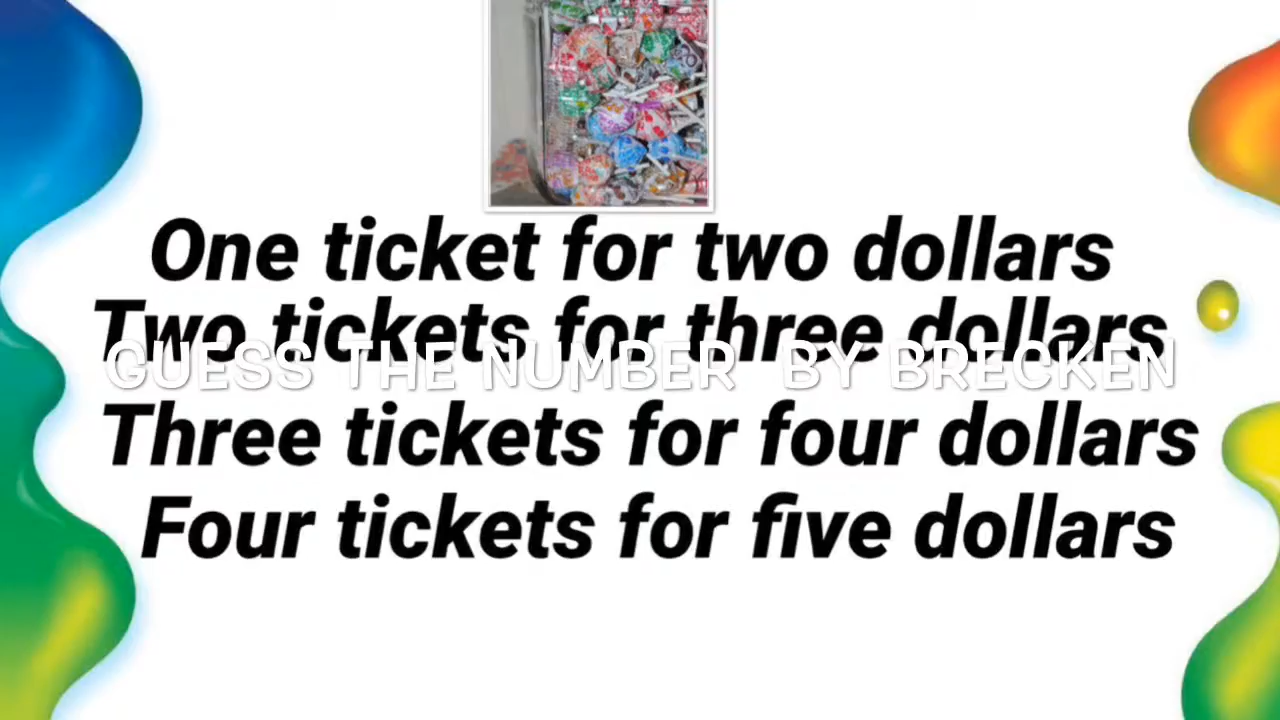 One ticket for two dollars
Two tickets for three dollars
GUESS THE NUMBER BY BRECKEN
Three tickets for four dollars
Four tickets for five dollars